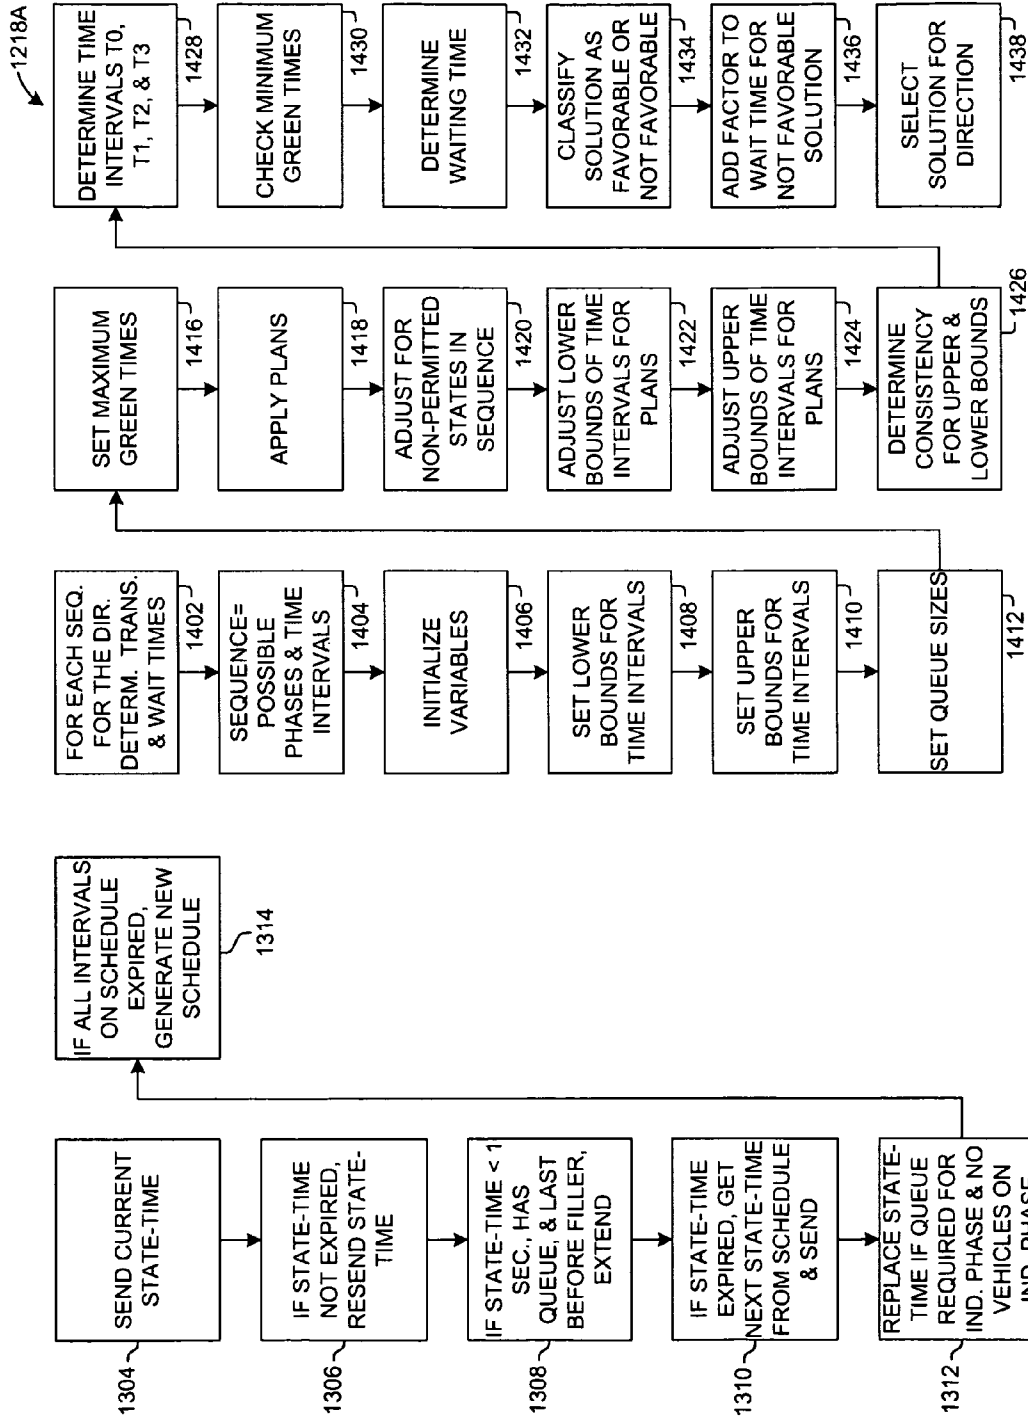 SEND CURRENT
STATE-TIME
1304
IF STATE-TIME
NOT EXPIRED,
RESEND STATE-
TIME
1306
IF STATE-TIME < 1
SEC., HAS
QUEUE, & LAST
BEFORE FILLER,
EXTEND
1308
IF STATE-TIME
EXPIRED, GET
NEXT STATE-TIME
FROM SCHEDULE
& SEND
1310
REPLACE STATE-
TIME IF QUEUE
REQUIRED FOR
IND. PHASE & NO
VEHICLES ON
IND. PHASE
1312
IF ALL INTERVALS
ON SCHEDULE
EXPIRED,
GENERATE NEW
SCHEDULE
1314
FOR EACH SEQ.
FOR THE DIR.
DETERM. TRANS.
& WAIT TIMES
1402
SEQUENCE=
POSSIBLE
PHASES & TIME
INTERVALS
1404
INITIALIZE
VARIABLES
1406
SET LOWER
BOUNDS FOR
TIME INTERVALS
1408
SET UPPER
BOUNDS FOR
TIME INTERVALS
1410
SET QUEUE SIZES
1412
SET MAXIMUM
GREEN TIMES
1416
APPLY PLANS
1418
ADJUST FOR
NON-PERMITTED
STATES IN
SEQUENCE
1420
ADJUST LOWER
BOUNDS OF TIME
INTERVALS FOR
PLANS
1422
ADJUST UPPER
BOUNDS OF TIME
INTERVALS FOR
PLANS
1424
DETERMINE
CONSISTENCY
FOR UPPER &
LOWER BOUNDS
1426
1218A
DETERMINE TIME
INTERVALS T0,
T1, T2, & T3
1428
CHECK MINIMUM
GREEN TIMES
1430
DETERMINE
WAITING TIME
1432
CLASSIFY
SOLUTION AS
FAVORABLE OR
NOT FAVORABLE
1434
ADD FACTOR TO
WAIT TIME FOR
NOT FAVORABLE
SOLUTION
1436
SELECT
SOLUTION FOR
DIRECTION
1438